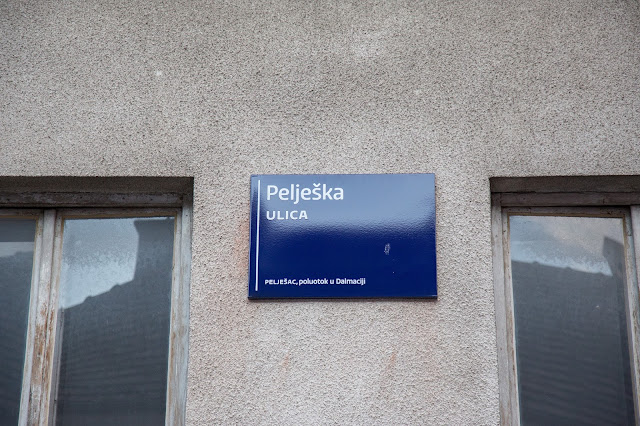 Pelješka
ULICA
PELJEŠAC, poluotok u Dalmaciji